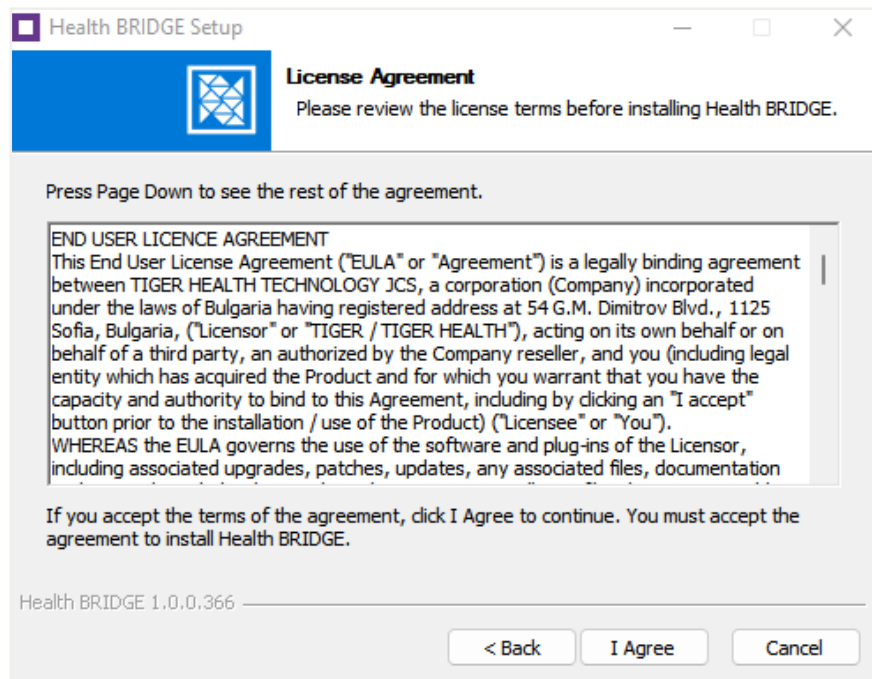 Health BRIDGE Setup
License Agreement
Please review the license terms before installing Health BRIDGE.
Press Page Down to see the rest of the agreement.
END USER LICENCE AGREEMENT
This End User License Agreement ("EULA" or "Agreement") is a legally binding agreement
between TIGER HEALTH TECHNOLOGY JCS, a corporation (Company) incorporated
under the laws of Bulgaria having registered address at 54 G.M. Dimitrov Blvd., 1125
Sofia, Bulgaria, ("Licensor" or "TIGER / TIGER HEALTH"), acting on its own behalf or on
behalf of a third party, an authorized by the Company reseller, and you (including legal
entity which has acquired the Product and for which you warrant that you have the
capacity and authority to bind to this Agreement, including by clicking an "I accept"
button prior to the installation / use of the Product) ("Licensee" or "You").
WHEREAS the EULA governs the use of the software and plug-ins of the Licensor,
including associated upgrades, patches, updates, any associated files, documentation
If you accept the terms of the agreement, click I Agree to continue. You must accept the
agreement to install Health BRIDGE.
Health BRIDGE 1.0.0.366
< Back
I Agree
Cancel